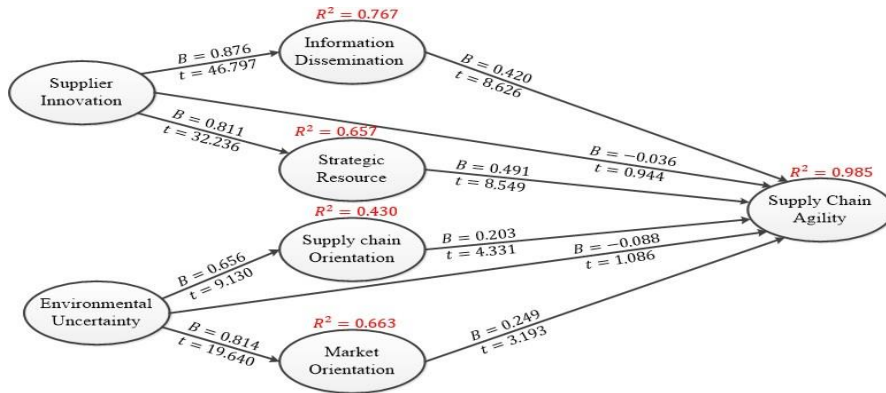 R² = 0.767
Information
Dissemination
B = 0.876
t = 46.797
B = 0.420
t = 8.626
Supplier
Innovation
B = 0.811
t = 32.236
R² = 0.657
Strategic
Resource
B = −0.036
t = 0.944
B = 0.491
t = 8.549
R² = 0.985
Supply Chain
Agility
R² = 0.430
Supply chain
Orientation
B = 0.203
t = 4.331
B = −0.088
t = 1.086
B = 0.656
t = 9.130
Environmental
Uncertainty
B = 0.814
t = 19.640
R² = 0.663
Market
Orientation
B = 0.249
t = 3.193